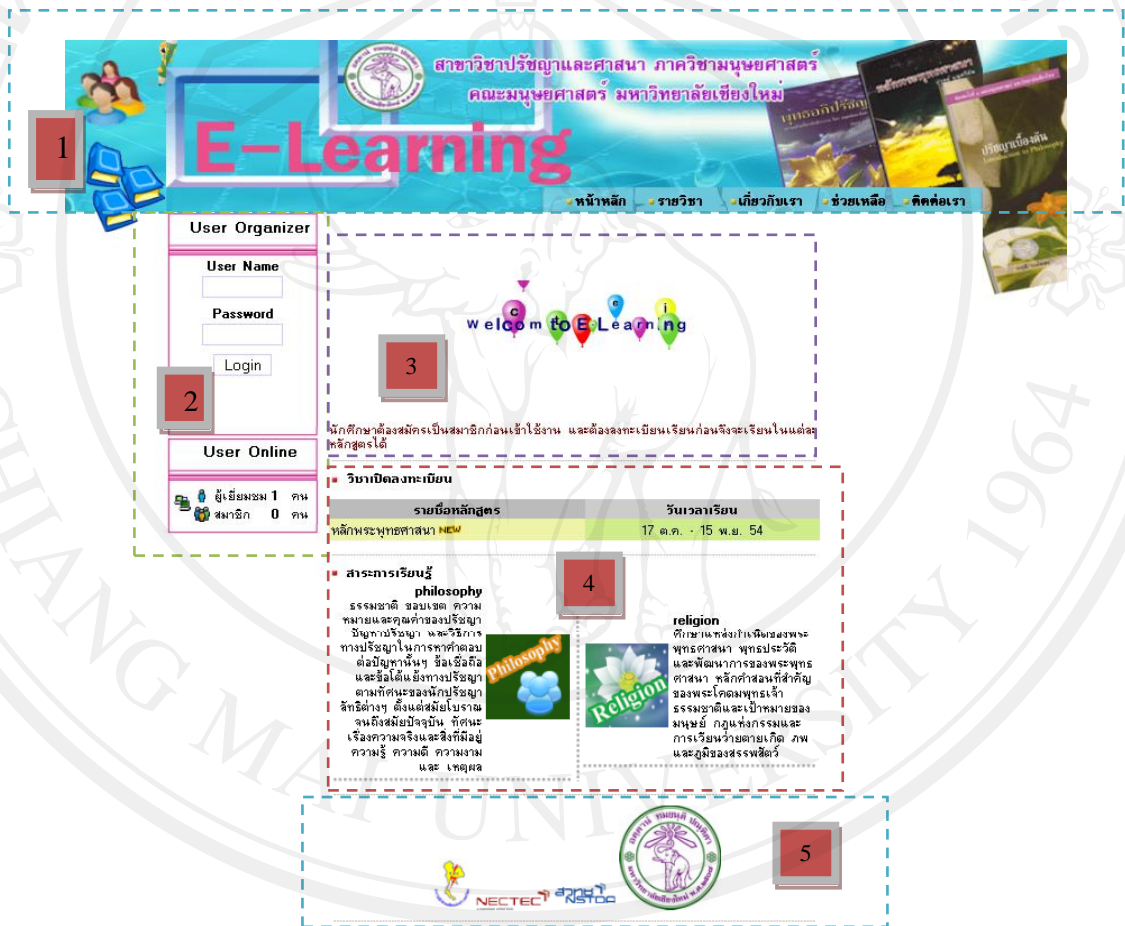 สาขาวิชาปรัชญาและศาสนา ภาควิชามนุษยศาสตร์
คณะมนุษยศาสตร์ มหาวิทยาลัยเชียงใหม่
E-Learning
ปรัชญาเบื้องต้น
Introduction to Philosophy
หน้าหลัก รายวิชา เกี่ยวกับเรา ช่วยเหลือ ติดต่อเรา
1
User Organizer
User Name
Password
Login
2
User Online
ผู้เยี่ยมชม 1 คน
สมาชิก 0 คน
3
นักศึกษาต้องสมัครเป็นสมาชิกก่อนเข้าใช้งาน และต้องลงทะเบียนเรียนก่อนจึงจะเรียนในแต่ละ
หลักสูตรได้
วิชาเปิดลงทะเบียน
รายชื่อหลักสูตร วันเวลาเรียน
หลักพระพุทธศาสนา NEW 17 ต.ค. - 15 พ.ย. 54
4
สาระการเรียนรู้
philosophy
ธรรมชาติ ขอบเขต ความ
หมายและคุณค่าของปรัชญา
ปัญหาปรัชญา และวิธีการ
ทางปรัชญาในการหาคำตอบ
ต่อปัญหานั้นๆ ข้อเชื่อถือ
และข้อโต้แย้งทางปรัชญา
ตามทัศนะของนักปรัชญา
ลัทธิต่างๆ ตั้งแต่สมัยโบราณ
จนถึงสมัยปัจจุบัน ทัศนะ
เรื่องความจริงและสิ่งที่มีอยู่
ความรู้ ความดี ความงาม
และ เหตุผล
Philosophy
religion
ศึกษาแหล่งกำเนิดของพระ
พุทธศาสนา พุทธประวัติ
และพัฒนาการของพระพุทธ
ศาสนา หลักคำสอนที่สำคัญ
ของพระโคตมพุทธเจ้า
ธรรมชาติและเป้าหมายของ
มนุษย์ กฎแห่งกรรมและ
การเวียนว่ายตายเกิด ภพ
และภูมิของสรรพสัตว์
Religion
5
NECTEC
สวทช
NSTDA
CHIANG MAI UNIVERSITY 1964